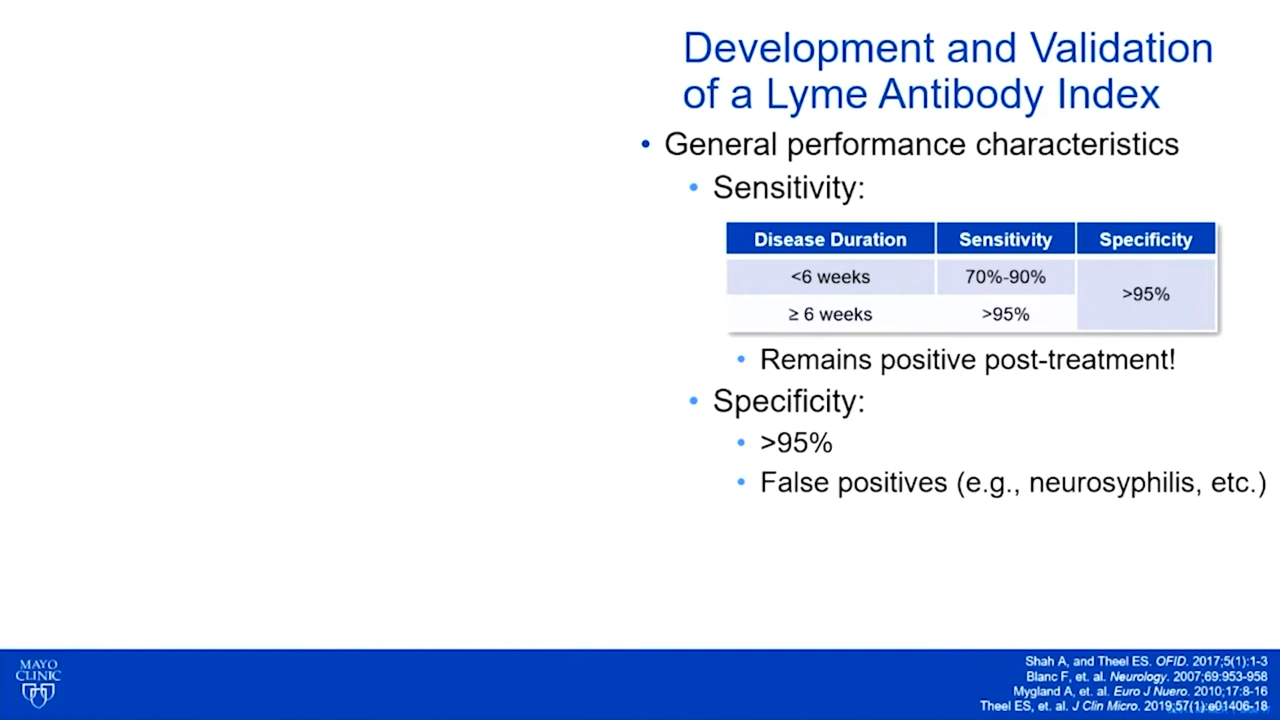 Development and Validation
of a Lyme Antibody Index
• General performance characteristics
• Sensitivity:
Disease Duration Sensitivity Specificity
<6 weeks 70%-90%
>95%
≥ 6 weeks >95%
• Remains positive post-treatment!
• Specificity:
• >95%
• False positives (e.g., neurosyphilis, etc.)
MAYO
CLINIC
Shah A, and Theel ES. OFID. 2017;5(1):1-3
Blanc F, et. al. Neurology. 2007;69:953-958
Mygland A, et. al. Euro J Nuero. 2010;17:8-16
Theel ES, et. al. J Clin Micro. 2019;57(1):e01406-18